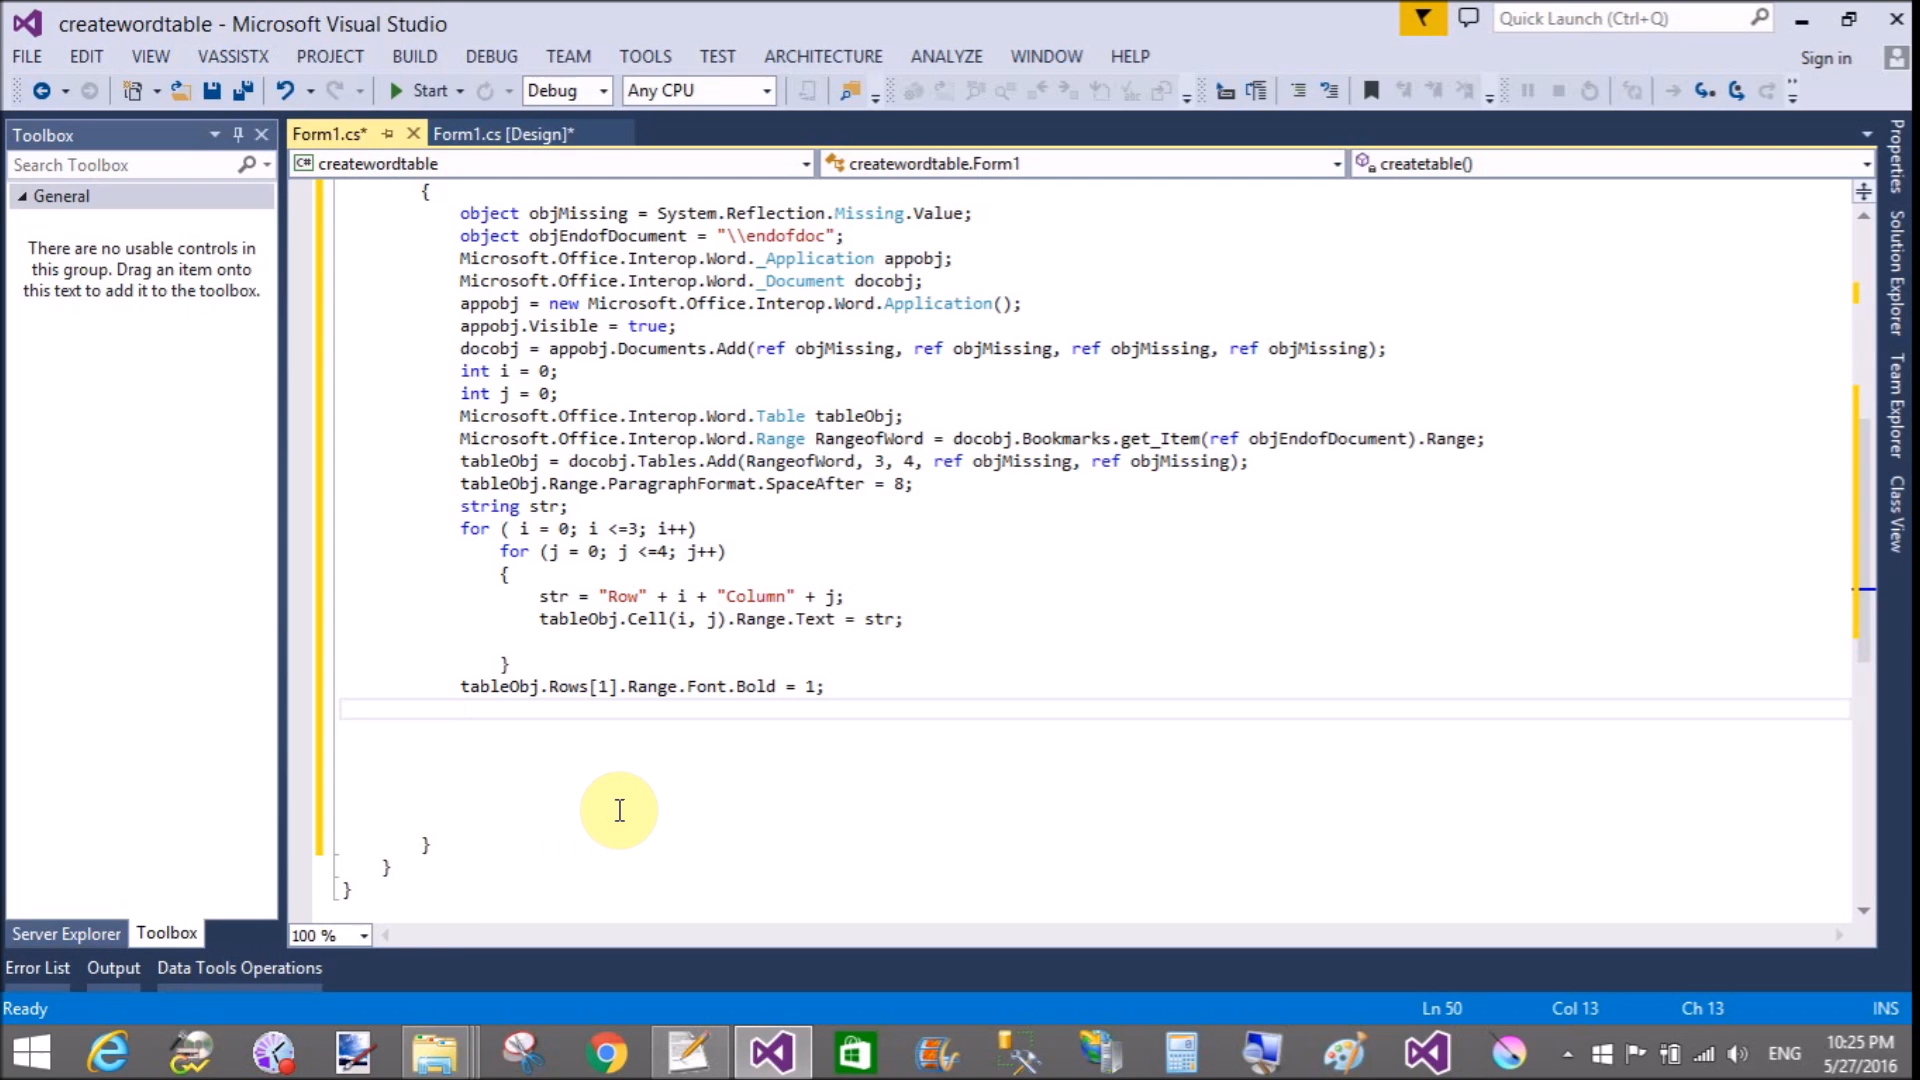 createwordtable - Microsoft Visual Studio
Quick Launch (Ctrl+Q)
FILE EDIT VIEW VASSISTX PROJECT BUILD DEBUG TEAM TOOLS TEST ARCHITECTURE ANALYZE WINDOW HELP
Sign in
Start Debug Any CPU
Toolbox
Form1.cs* Form1.cs [Design]*
Search Toolbox
createwordtable createwordtable.Form1 createtable()
General
There are no usable controls in
this group. Drag an item onto
this text to add it to the toolbox.
{
object objMissing = System.Reflection.Missing.Value;
object objEndofDocument = "\\endofdoc";
Microsoft.Office.Interop.Word._Application appobj;
Microsoft.Office.Interop.Word._Document docobj;
appobj = new Microsoft.Office.Interop.Word.Application();
appobj.Visible = true;
docobj = appobj.Documents.Add(ref objMissing, ref objMissing, ref objMissing, ref objMissing);
int i = 0;
int j = 0;
Microsoft.Office.Interop.Word.Table tableObj;
Microsoft.Office.Interop.Word.Range RangeofWord = docobj.Bookmarks.get_Item(ref objEndofDocument).Range;
tableObj = docobj.Tables.Add(RangeofWord, 3, 4, ref objMissing, ref objMissing);
tableObj.Range.ParagraphFormat.SpaceAfter = 8;
string str;
for ( i = 0; i <=3; i++)
for (j = 0; j <=4; j++)
{
str = "Row" + i + "Column" + j;
tableObj.Cell(i, j).Range.Text = str;
}
tableObj.Rows[1].Range.Font.Bold = 1;
}
}
}
Properties
Solution Explorer
Team Explorer
Class View
Server Explorer Toolbox
100 %
Error List Output Data Tools Operations
Ready
Ln 50 Col 13 Ch 13 INS
ENG
10:25 PM
5/27/2016